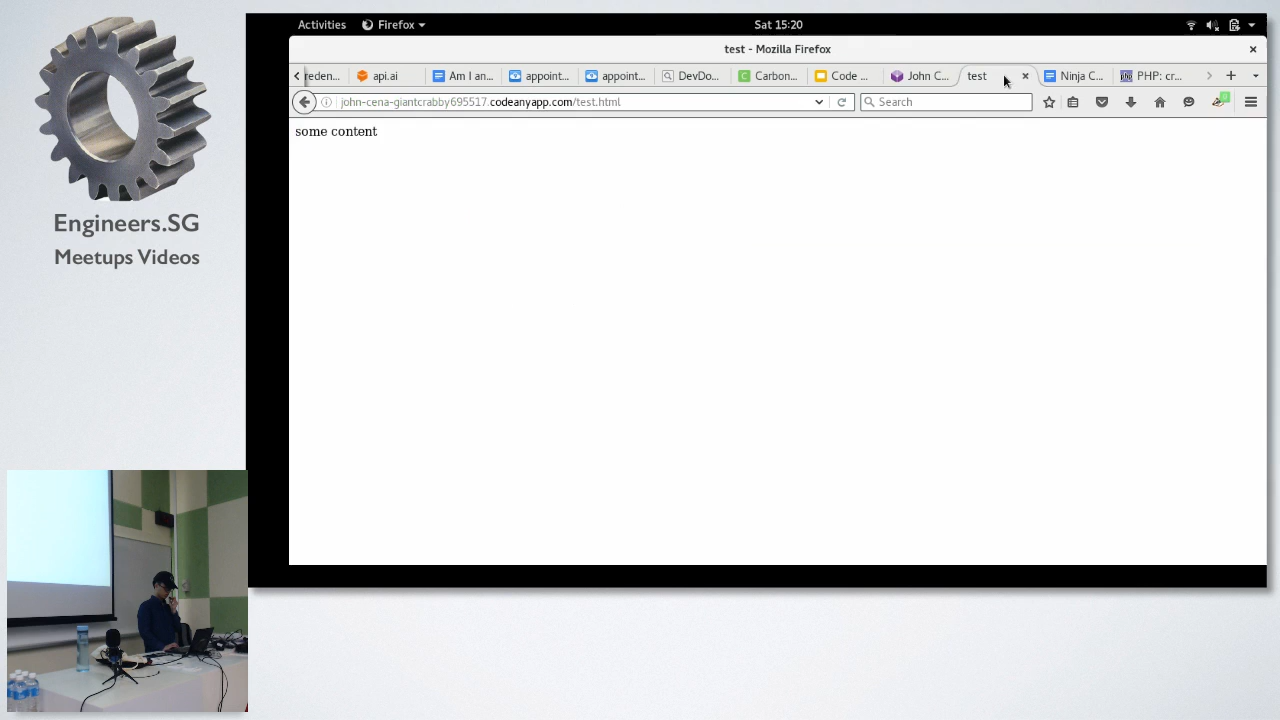 Activities
Firefox
Sat 15:20
test - Mozilla Firefox
reden...
api.ai
Am I an...
appoint...
appoint...
DevDo...
Carbon...
Code ...
John C...
test
Ninja C...
PHP: cr...
john-cena-giantcrabby695517.codeanyapp.com/test.html
Search
some content
Engineers.SG
Meetups Videos